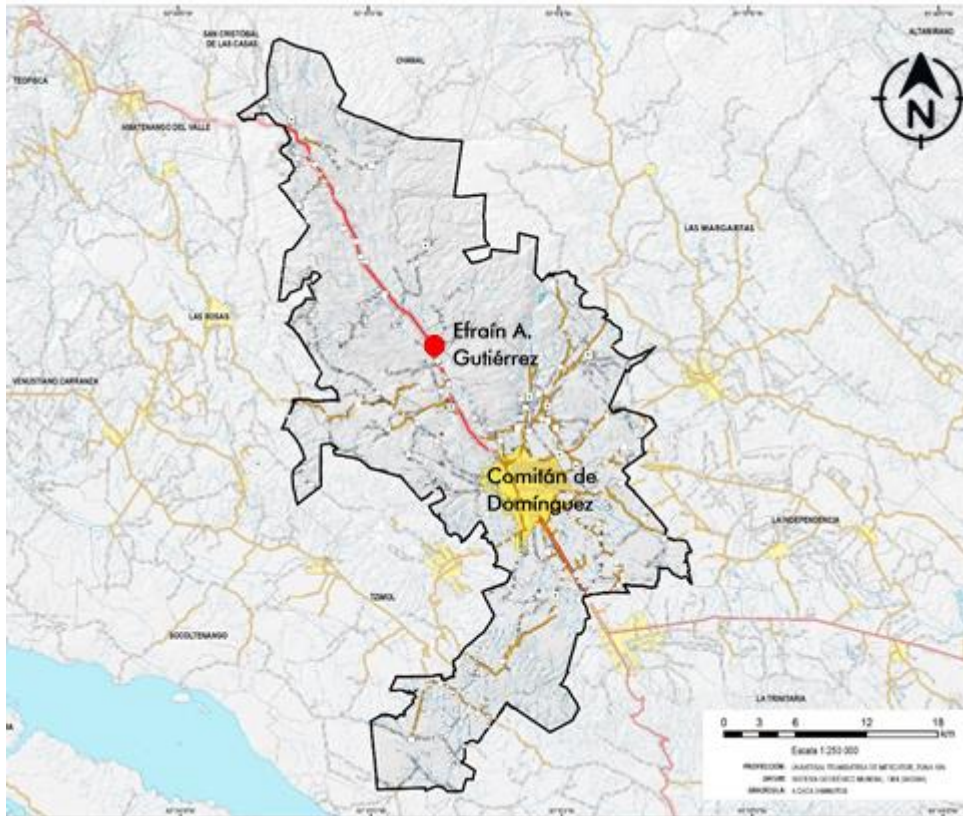 SAN CRISTÓBAL
DE LAS CASAS
ALTAMIRANO
CHANAL
TEOPISCA
N
AMATENANGO DEL VALLE
LAS MARGARITAS
LAS ROSAS
Efraín A.
Gutiérrez
VENUSTIANO CARRANZA
Comitán de
Domínguez
LA INDEPENDENCIA
TZIMOL
SOCOLTENANGO
LA TRINITARIA
0 3 6 12 18
Escala 1:250 000
PROYECCIÓN: